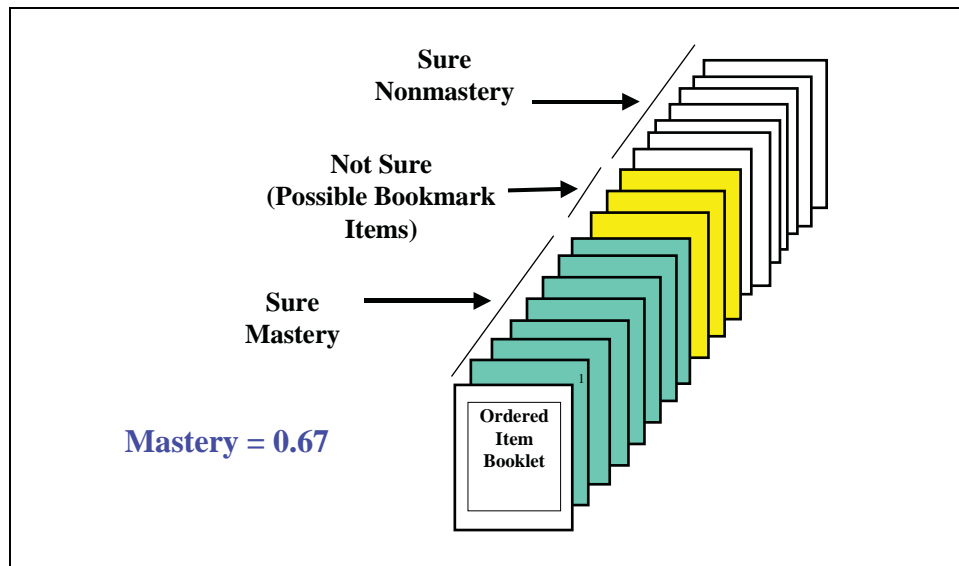 Sure
Nonmastery
Not Sure
(Possible Bookmark
Items)
Sure
Mastery
1
Ordered
Item
Booklet
Mastery = 0.67